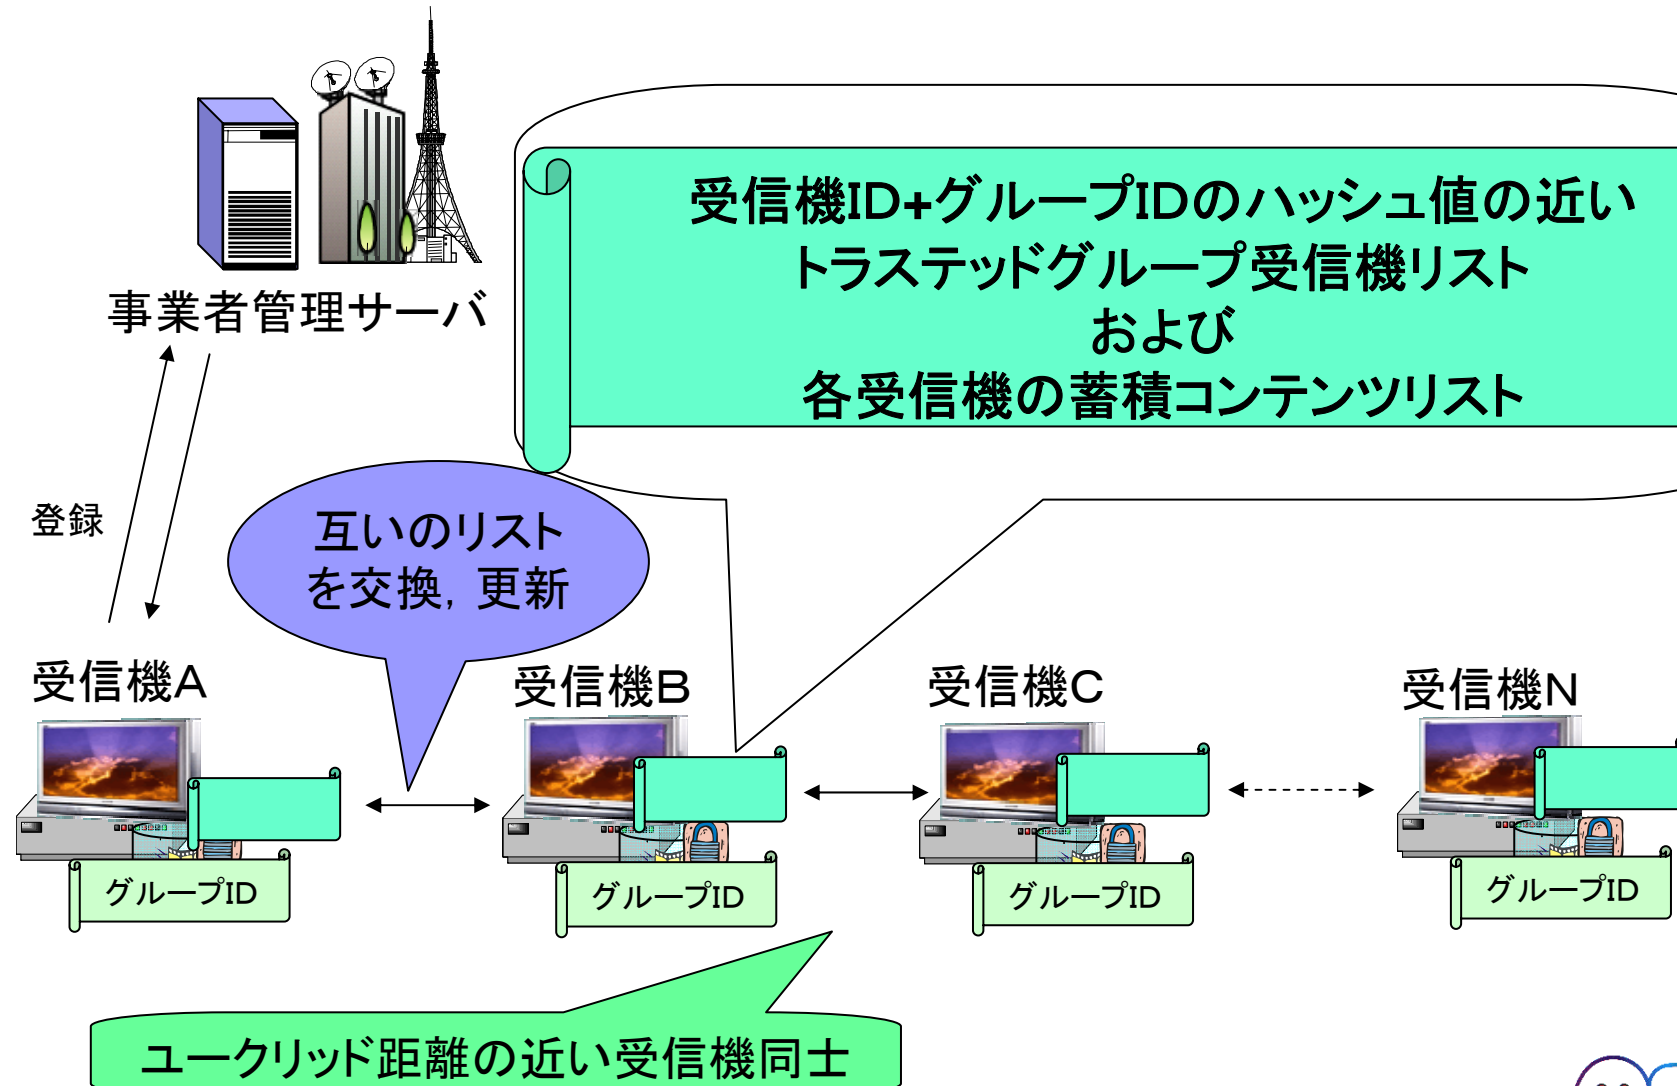 事業者管理サーバ
受信機ID+グループIDのハッシュ値の近い
トラステッドグループ受信機リスト
および
各受信機の蓄積コンテンツリスト
登録
互いのリスト
を交換，更新
受信機A
受信機B
受信機C
受信機N
グループID
グループID
グループID
グループID
ユークリッド距離の近い受信機同士